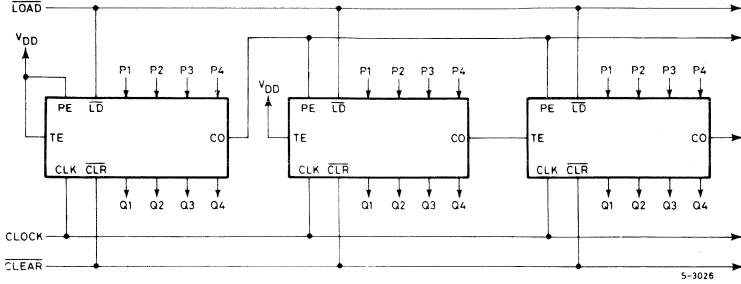 LOAD
VDD
P1 P2 P3 P4
VDD
P1 P2 P3 P4
P1 P2 P3 P4
PE LD
TE CO
CLK CLR
Q1 Q2 Q3 Q4
PE LD
TE CO
CLK CLR
Q1 Q2 Q3 Q4
PE LD
TE CO
CLK CLR
Q1 Q2 Q3 Q4
CLOCK
CLEAR
S-3026